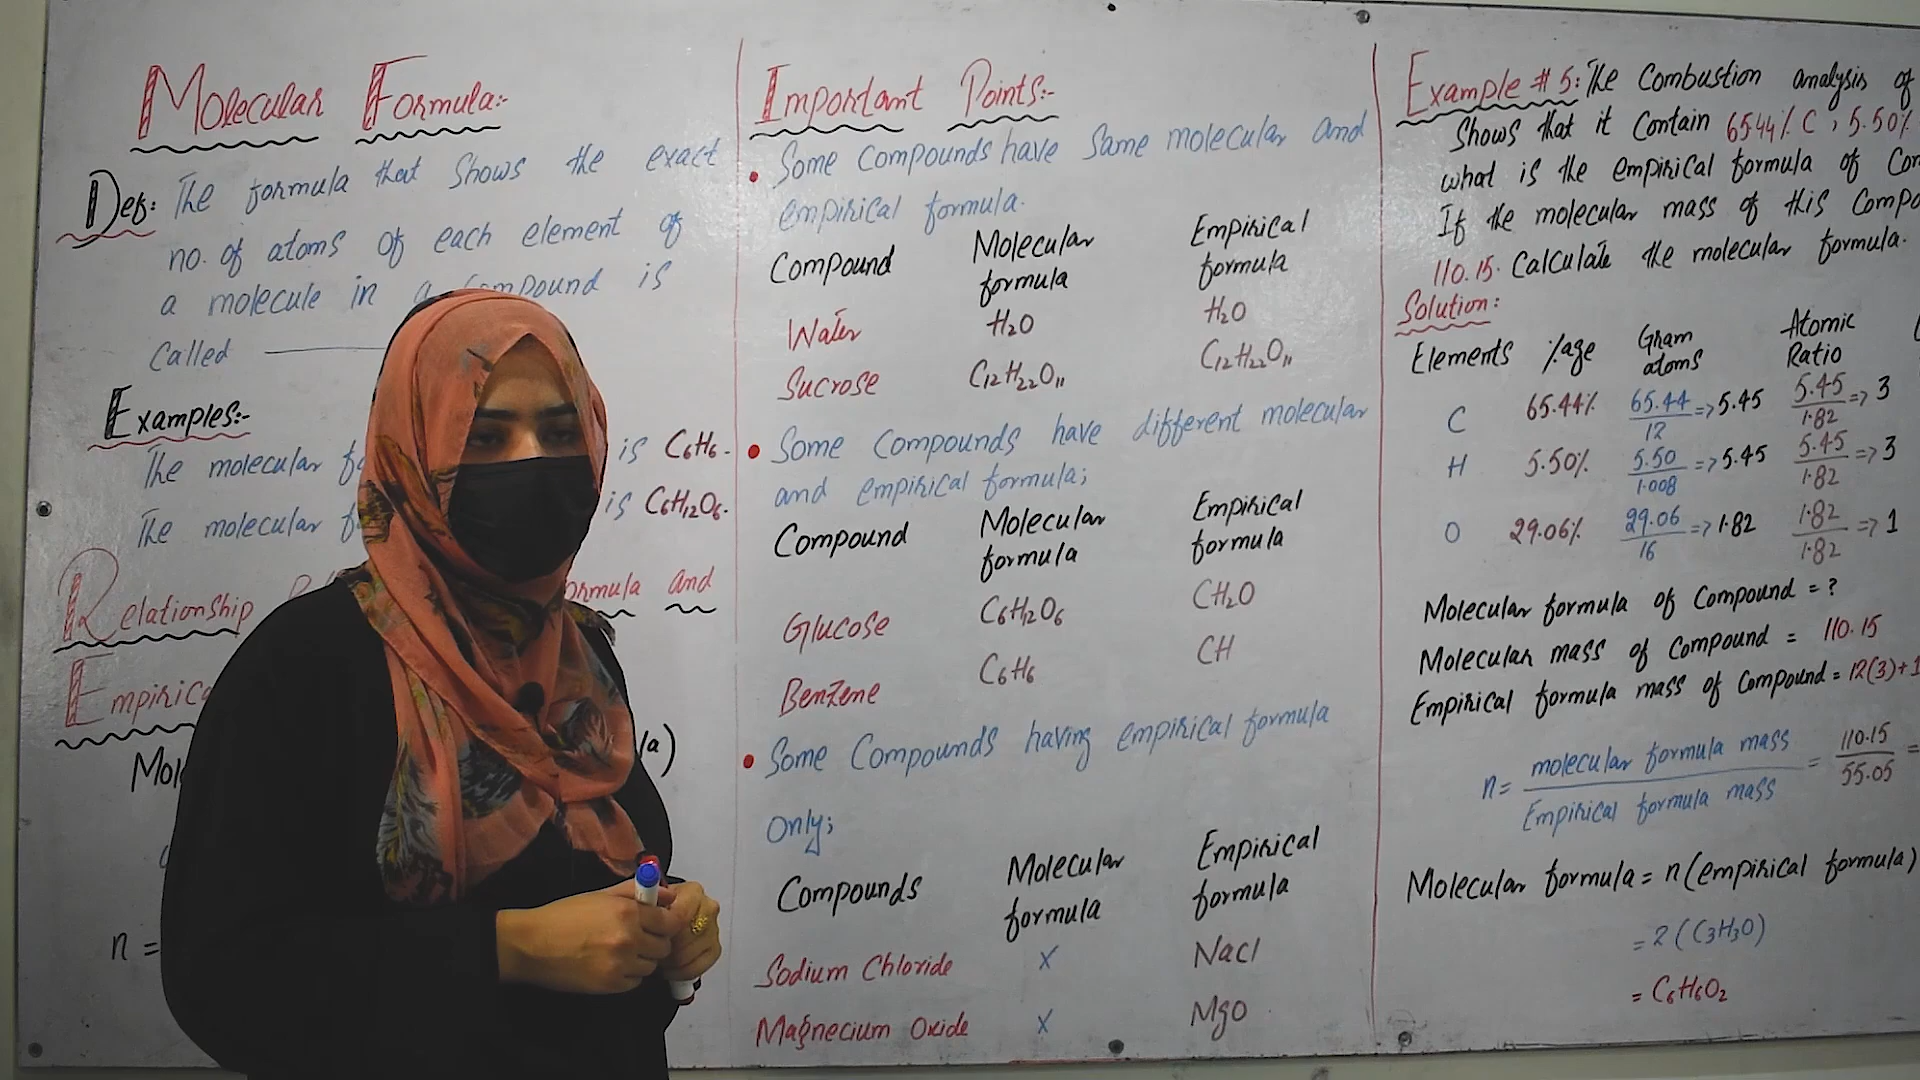 Molecular Formula:-
Def: The formula that shows the exact
no. of atoms of each element of
a molecule in a Compound is
Called
Examples:-
The molecular is C6H6.
The molecular is C6H12O6.
Relationship and
n =
Important Points:-
• Some Compounds have Same molecular and
empirical formula.
Compound Molecular formula Empirical formula
Water H2O H2O
Sucrose C12H22O11 C12H22O11
• Some Compounds have different molecular
and empirical formula;
Compound Molecular formula Empirical formula
Glucose C6H12O6 CH2O
Benzene C6H6 CH
• Some Compounds having empirical formula
Only;
Compounds Molecular formula Empirical formula
Sodium Chloride x NaCl
Magnecium Oxide x MgO
Example # 5: The Combustion analysis of
Shows that it Contain 65.44% C, 5.50%
what is the empirical formula of
If the molecular mass of this
110.15. Calculate the molecular formula.
Solution:
Elements %age Gram atoms Atomic Ratio
C 65.44% 65.44/12 => 5.45 5.45/1.82 => 3
H 5.50% 5.50/1.008 => 5.45 5.45/1.82 => 3
O 29.06% 29.06/16 => 1.82 1.82/1.82 => 1
Molecular formula of Compound = ?
Molecular mass of Compound = 110.15
Empirical formula mass of Compound = 12(3)+1
n = molecular formula mass / Empirical formula mass = 110.15/55.05 =
Molecular formula = n (empirical formula)
= 2 (C3H3O)
= C6H6O2